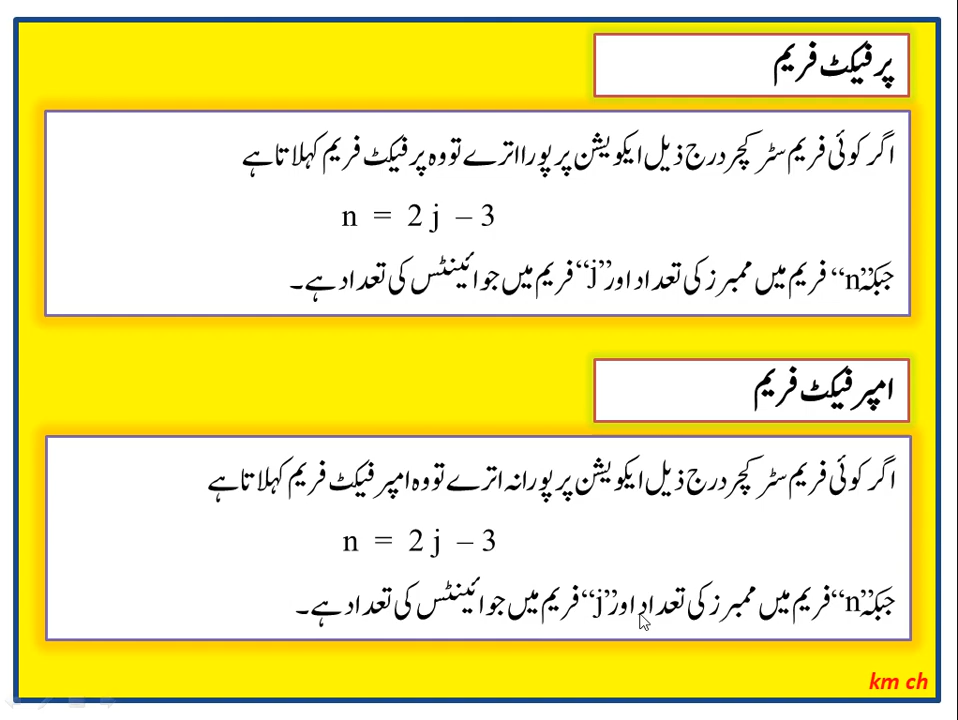 پرفیکٹ فریم
اگر کوئی فریم سٹرکچر درج ذیل ایکویشن پر پورا اترے تو وہ پرفیکٹ فریم کہلاتا ہے
n = 2 j – 3
جبکہ ”n“ فریم میں ممبرز کی تعداد اور ”j“ فریم میں جوائینٹس کی تعداد ہے۔
امپرفیکٹ فریم
اگر کوئی فریم سٹرکچر درج ذیل ایکویشن پر پورا نہ اترے تو وہ امپرفیکٹ فریم کہلاتا ہے
n = 2 j – 3
جبکہ ”n“ فریم میں ممبرز کی تعداد اور ”j“ فریم میں جوائینٹس کی تعداد ہے۔
km ch